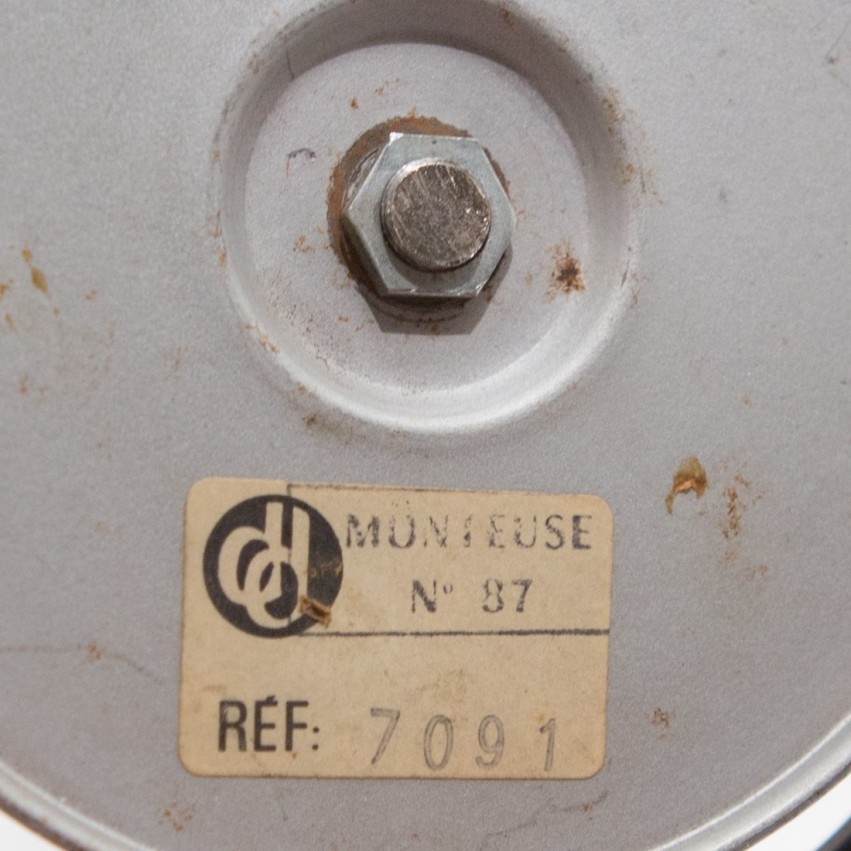 MONTEUSE
N° 87
RÉF: 7091